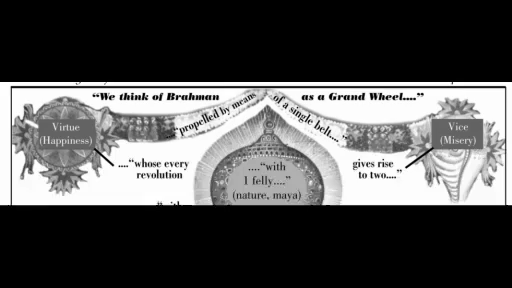 “We think of Brahman as a Grand Wheel....”
“propelled by means of a single belt....
Virtue
(Happiness)
Vice
(Misery)
....“whose every
revolution
....“with
1 felly....”
(nature, maya)
gives rise
to two....”